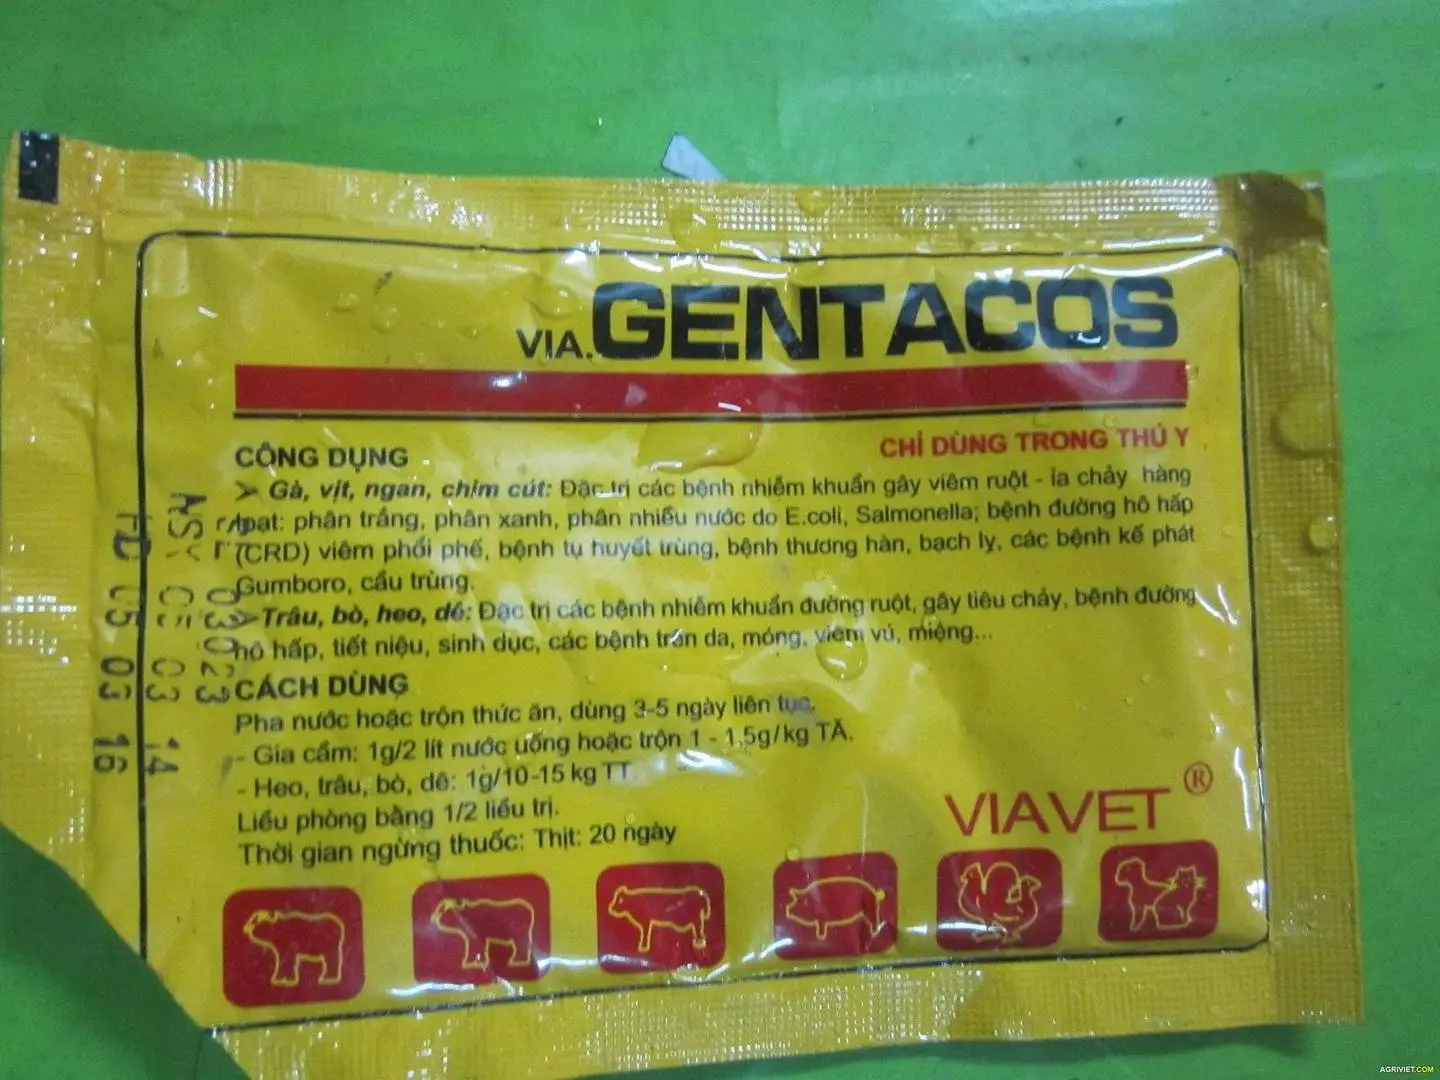 VIA.GENTACOS
CHỈ DÙNG TRONG THÚ Y
CÔNG DỤNG
➢ Gà, vịt, ngan, chim cút: Đặc trị các bệnh nhiễm khuẩn gây viêm ruột - ỉa chảy hàng
loạt: phân trắng, phân xanh, phân nhiều nước do E.coli, Salmonella; bệnh đường hô hấp
(CRD) viêm phổi phế, bệnh tụ huyết trùng, bệnh thương hàn, bạch lỵ, các bệnh kế phát
Gumboro, cầu trùng.
➢ Trâu, bò, heo, dê: Đặc trị các bệnh nhiễm khuẩn đường ruột, gây tiêu chảy, bệnh đường
hô hấp, tiết niệu, sinh dục, các bệnh trên da, móng, viêm vú, miệng...
CÁCH DÙNG
Pha nước hoặc trộn thức ăn, dùng 3-5 ngày liên tục.
- Gia cầm: 1g/2 lít nước uống hoặc trộn 1 - 1,5g/kg TĂ.
- Heo, trâu, bò, dê: 1g/10-15 kg TT.
Liều phòng bằng 1/2 liều trị.
Thời gian ngừng thuốc: Thịt: 20 ngày
VIAVET ®
030023
03 14
05 03 16
AGRIVIET.COM